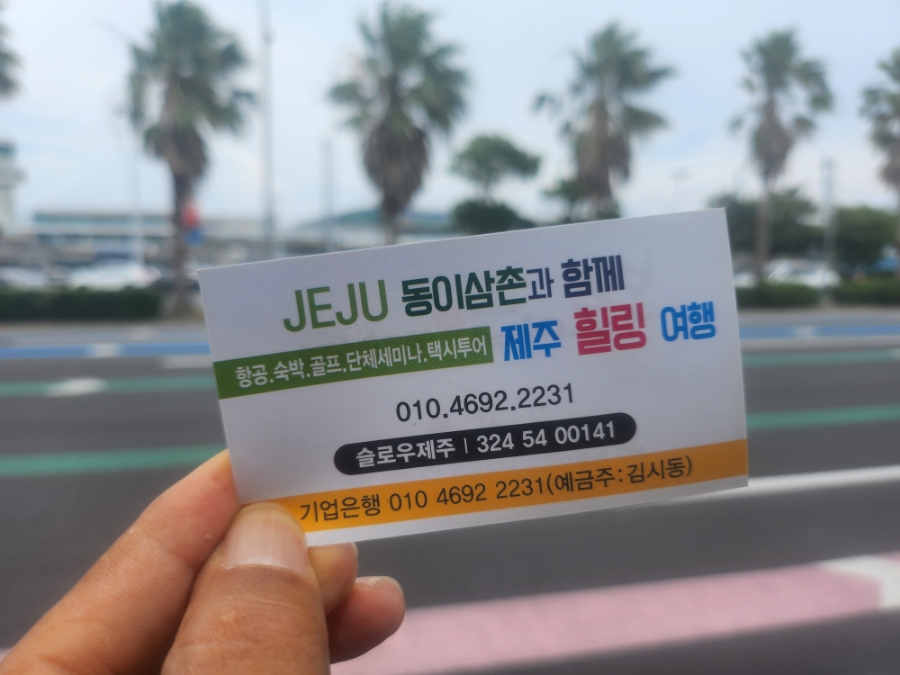 JEJU 동이삼촌과 함께
항공.숙박.골프.단체세미나.택시투어 제주 힐링 여행
010.4692.2231
슬로우제주 | 324 54 00141
기업은행 010 4692 2231(예금주:김시동)